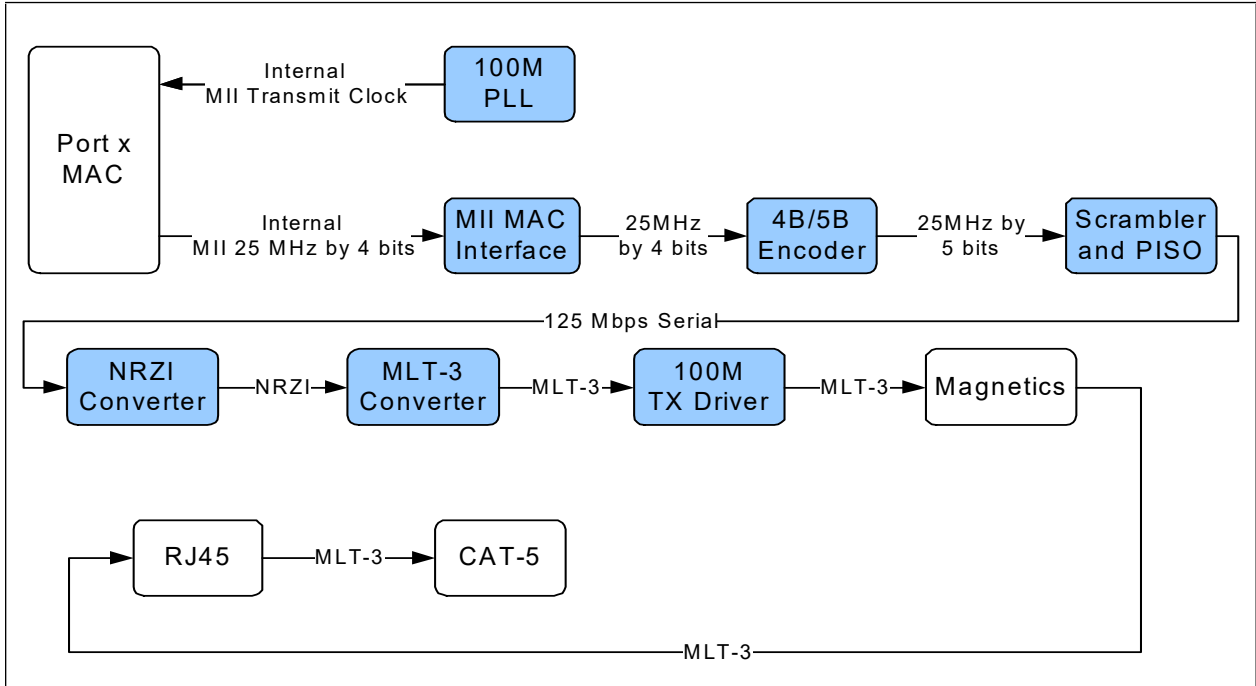 Internal
MII Transmit Clock
100M
PLL
Port x
MAC
Internal
MII 25 MHz by 4 bits
MII MAC
Interface
25MHz
by 4 bits
4B/5B
Encoder
25MHz by
5 bits
Scrambler
and PISO
125 Mbps Serial
NRZI
Converter
NRZI
MLT-3
Converter
MLT-3
100M
TX Driver
MLT-3
Magnetics
RJ45
MLT-3
CAT-5
MLT-3